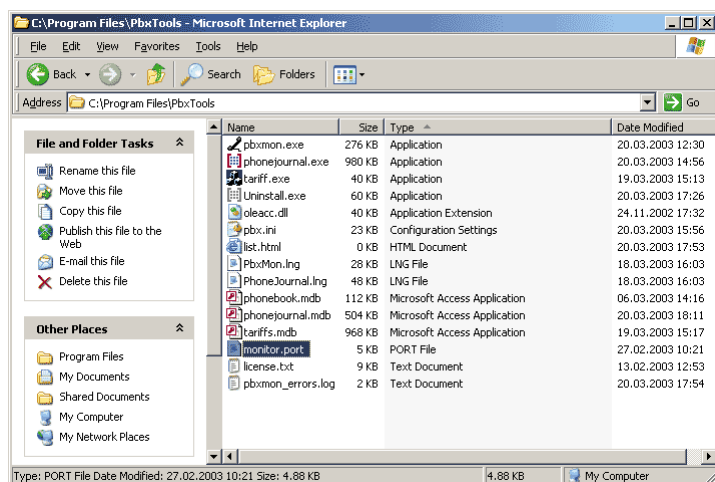 C:\Program Files\PbxTools - Microsoft Internet Explorer
File Edit View Favorites Tools Help
Back Search Folders
Address C:\Program Files\PbxTools Go
File and Folder Tasks
Rename this file
Move this file
Copy this file
Publish this file to the
Web
E-mail this file
Delete this file
Other Places
Program Files
My Documents
Shared Documents
My Computer
My Network Places
Name Size Type Date Modified
pbxmon.exe 276 KB Application 20.03.2003 12:30
phonejournal.exe 980 KB Application 20.03.2003 14:56
tariff.exe 40 KB Application 19.03.2003 15:13
Uninstall.exe 60 KB Application 20.03.2003 17:26
oleacc.dll 40 KB Application Extension 24.11.2002 17:32
pbx.ini 23 KB Configuration Settings 20.03.2003 15:56
list.html 0 KB HTML Document 20.03.2003 17:53
PbxMon.lng 28 KB LNG File 18.03.2003 16:03
PhoneJournal.lng 48 KB LNG File 18.03.2003 16:03
phonebook.mdb 112 KB Microsoft Access Application 06.03.2003 14:16
phonejournal.mdb 504 KB Microsoft Access Application 20.03.2003 18:11
tariffs.mdb 968 KB Microsoft Access Application 19.03.2003 15:17
monitor.port 5 KB PORT File 27.02.2003 10:21
license.txt 9 KB Text Document 13.02.2003 12:53
pbxmon_errors.log 2 KB Text Document 20.03.2003 17:54
Type: PORT File Date Modified: 27.02.2003 10:21 Size: 4.88 KB 4.88 KB My Computer